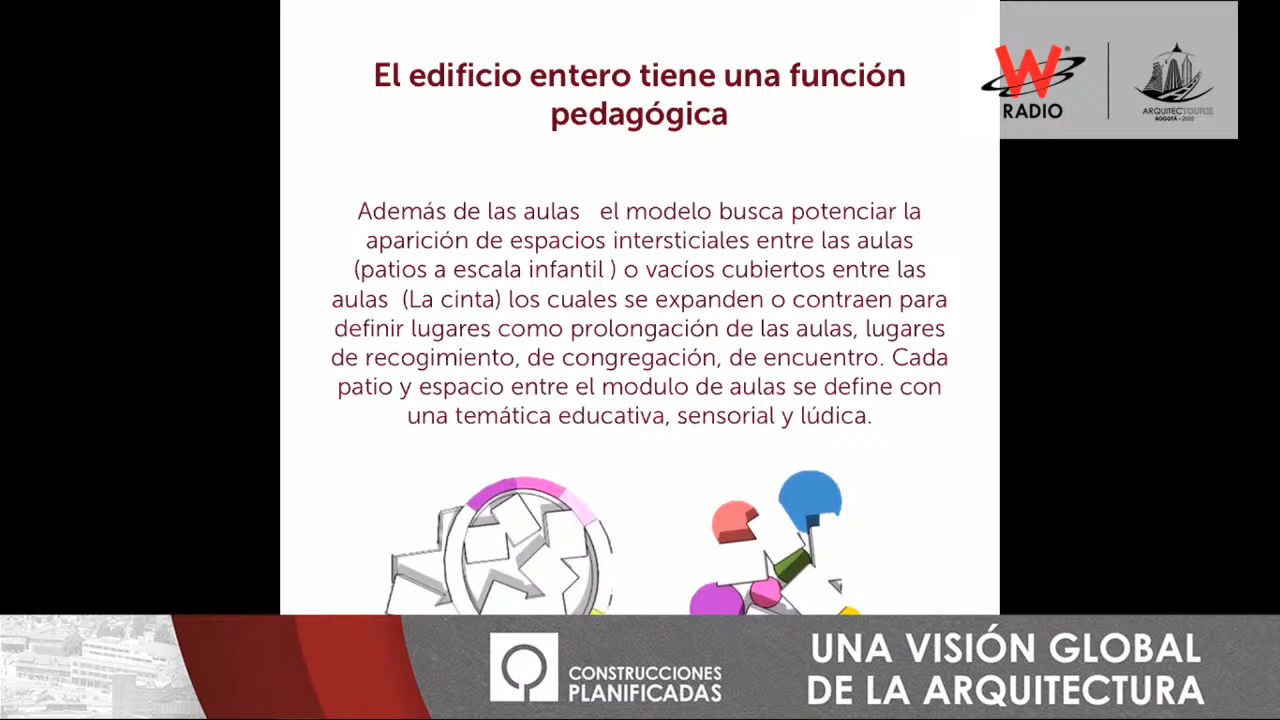 El edificio entero tiene una función
pedagógica
W
RADIO
ARQUITECTOURS
BOGOTÁ - 2020
Además de las aulas el modelo busca potenciar la
aparición de espacios intersticiales entre las aulas
(patios a escala infantil ) o vacíos cubiertos entre las
aulas (La cinta) los cuales se expanden o contraen para
definir lugares como prolongación de las aulas, lugares
de recogimiento, de congregación, de encuentro. Cada
patio y espacio entre el modulo de aulas se define con
una temática educativa, sensorial y lúdica.
CONSTRUCCIONES
PLANIFICADAS
UNA VISIÓN GLOBAL
DE LA ARQUITECTURA